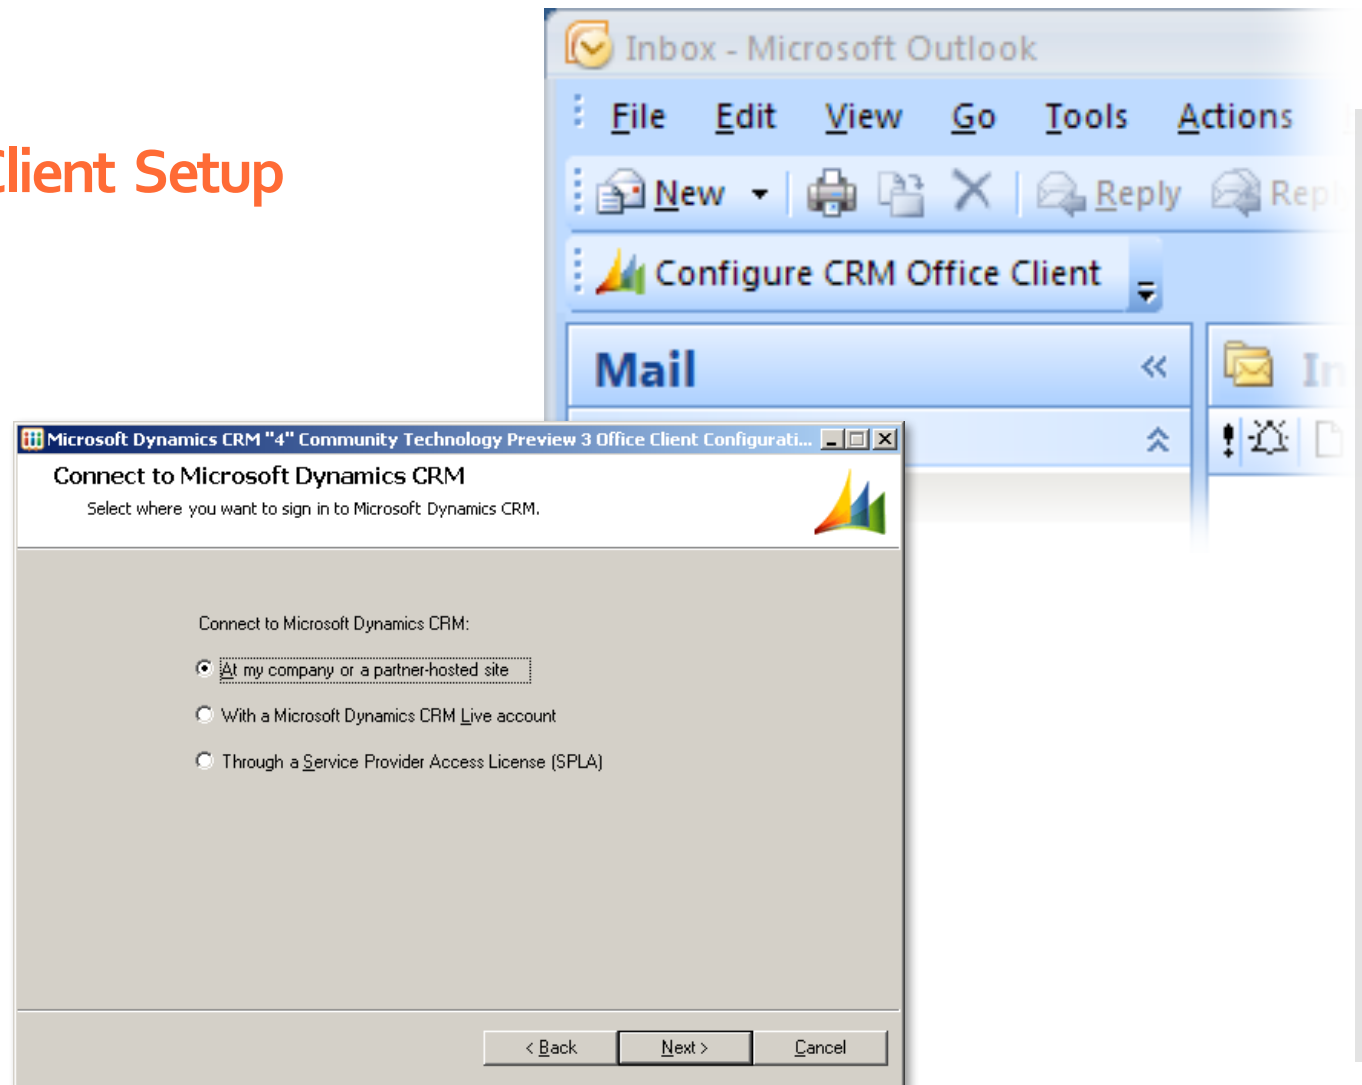 Client Setup
Inbox - Microsoft Outlook
File Edit View Go Tools Actions
New Reply
Configure CRM Office Client
Mail
Microsoft Dynamics CRM "4" Community Technology Preview 3 Office Client Configurati...
Connect to Microsoft Dynamics CRM
Select where you want to sign in to Microsoft Dynamics CRM.
Connect to Microsoft Dynamics CRM:
At my company or a partner-hosted site
With a Microsoft Dynamics CRM Live account
Through a Service Provider Access License (SPLA)
< Back Next > Cancel